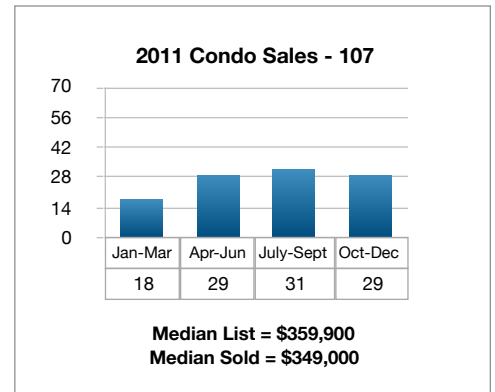 2011 Condo Sales - 107
70
56
42
28
14
0
Jan-Mar Apr-Jun July-Sept Oct-Dec
18 29 31 29
Median List = $359,900
Median Sold = $349,000